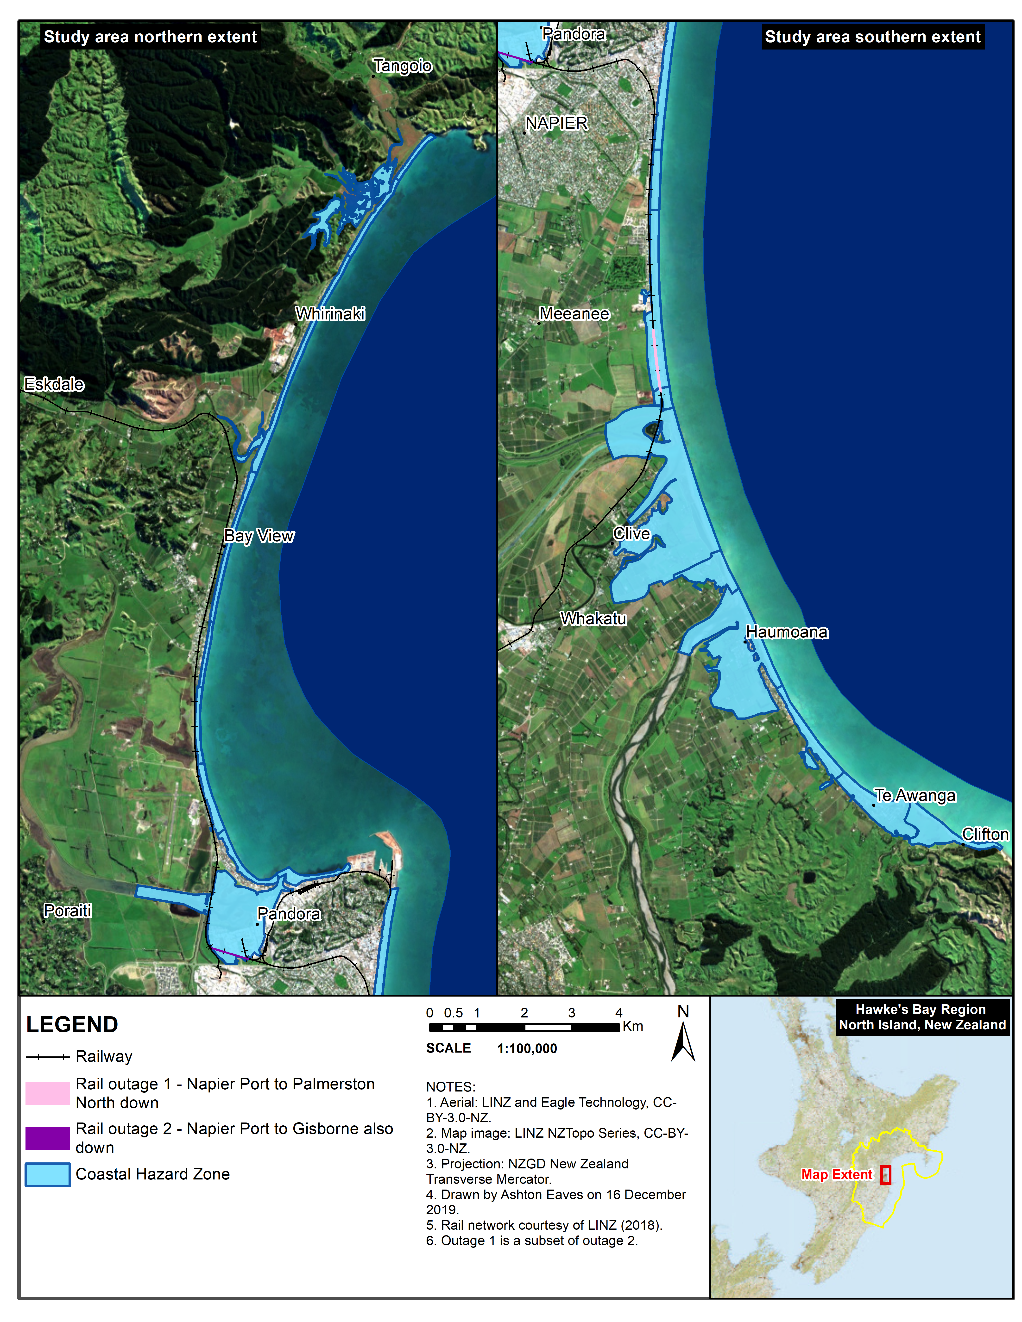 Study area northern extent
Tangoio
Whirinaki
Eskdale
Bay View
Poraiti
Pandora
Study area southern extent
Pandora
NAPIER
Meeanee
Clive
Whakatu
Haumoana
Te Awanga
Clifton
LEGEND
Railway
Rail outage 1 - Napier Port to Palmerston
North down
Rail outage 2 - Napier Port to Gisborne also
down
Coastal Hazard Zone
0 0.5 1 2 3 4
Km
SCALE 1:100,000
N
NOTES:
1. Aerial: LINZ and Eagle Technology, CC-
BY-3.0-NZ.
2. Map image: LINZ NZTopo Series, CC-BY-
3.0-NZ.
3. Projection: NZGD New Zealand
Transverse Mercator.
4. Drawn by Ashton Eaves on 16 December
2019.
5. Rail network courtesy of LINZ (2018).
6. Outage 1 is a subset of outage 2.
Hawke's Bay Region
North Island, New Zealand
Map Extent